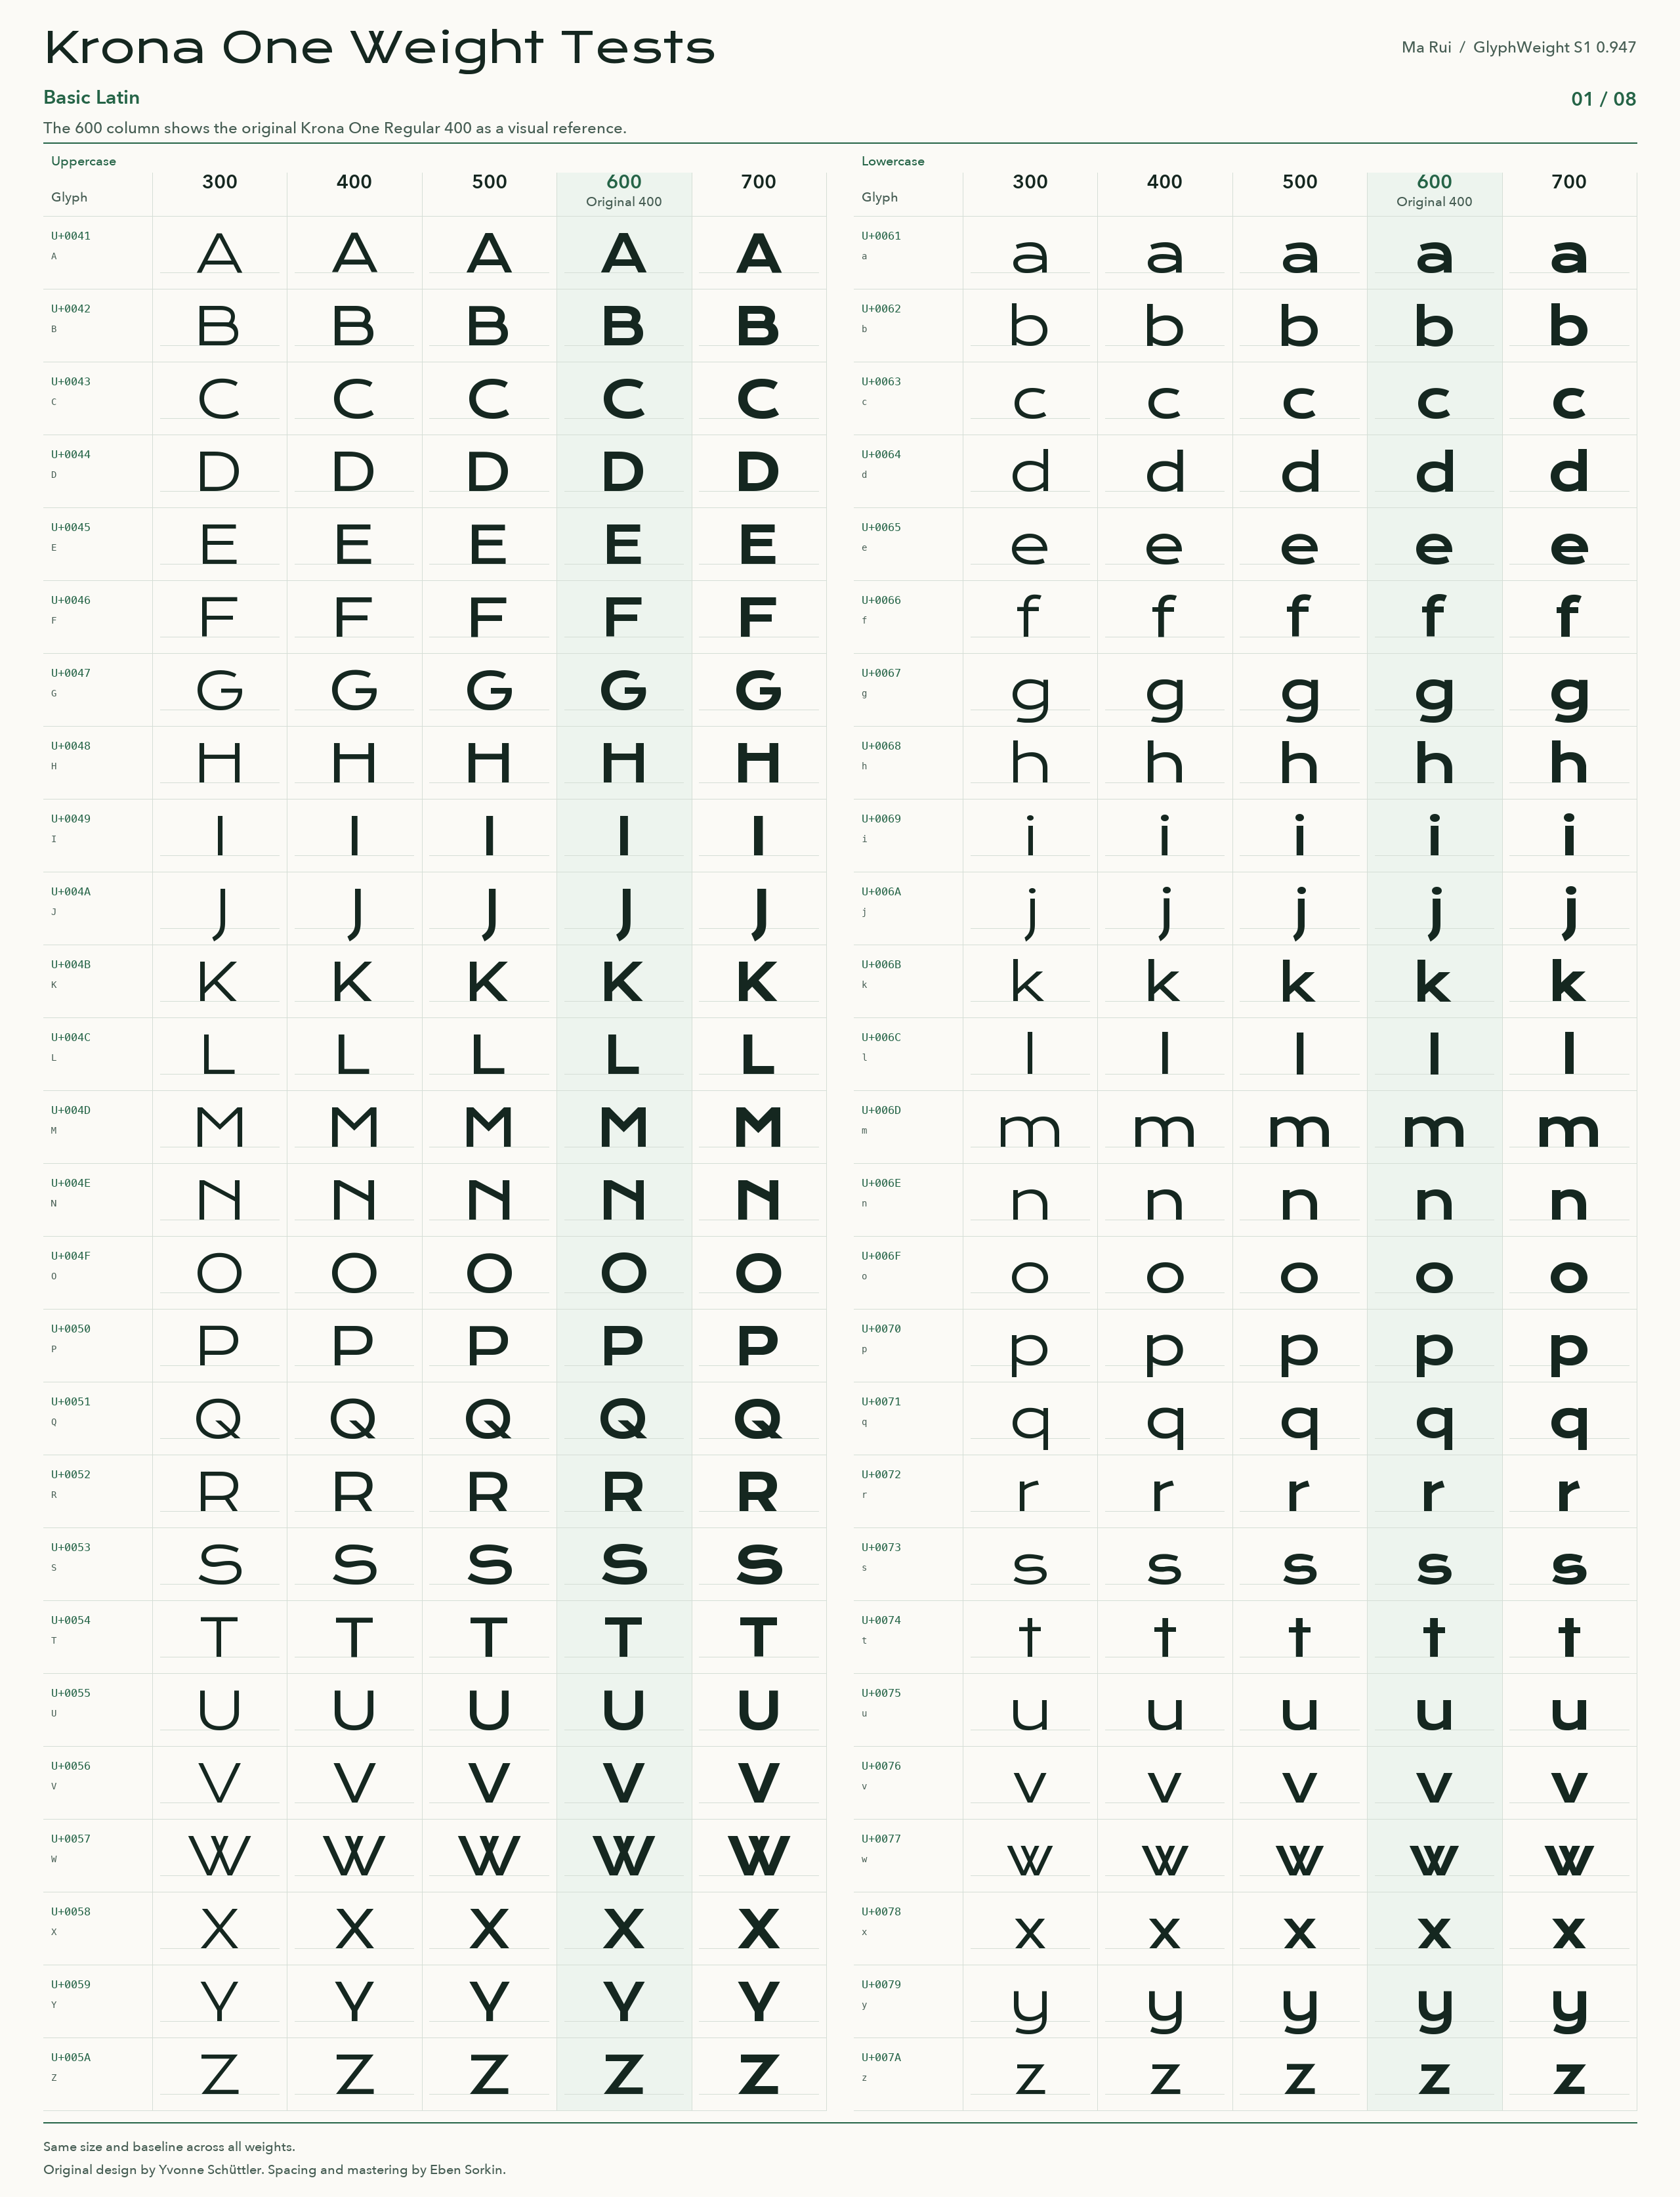 Krona One Weight Tests
Ma Rui / GlyphWeight S1 0.947
Basic Latin
01 / 08
The 600 column shows the original Krona One Regular 400 as a visual reference.
Uppercase
Glyph 300 400 500 600 700
Original 400
U+0041 A A A A A A
U+0042 B B B B B B
U+0043 C C C C C C
U+0044 D D D D D D
U+0045 E E E E E E
U+0046 F F F F F F
U+0047 G G G G G G
U+0048 H H H H H H
U+0049 I I I I I I
U+004A J J J J J J
U+004B K K K K K K
U+004C L L L L L L
U+004D M M M M M M
U+004E N N N N N N
U+004F O O O O O O
U+0050 P P P P P P
U+0051 Q Q Q Q Q Q
U+0052 R R R R R R
U+0053 S S S S S S
U+0054 T T T T T T
U+0055 U U U U U U
U+0056 V V V V V V
U+0057 W W W W W W
U+0058 X X X X X X
U+0059 Y Y Y Y Y Y
U+005A Z Z Z Z Z Z
Lowercase
Glyph 300 400 500 600 700
Original 400
U+0061 a a a a a a
U+0062 b b b b b b
U+0063 c c c c c c
U+0064 d d d d d d
U+0065 e e e e e e
U+0066 f f f f f f
U+0067 g g g g g g
U+0068 h h h h h h
U+0069 i i i i i i
U+006A j j j j j j
U+006B k k k k k k
U+006C l l l l l l
U+006D m m m m m m
U+006E n n n n n n
U+006F o o o o o o
U+0070 p p p p p p
U+0071 q q q q q q
U+0072 r r r r r r
U+0073 s s s s s s
U+0074 t t t t t t
U+0075 u u u u u u
U+0076 v v v v v v
U+0077 w w w w w w
U+0078 x x x x x x
U+0079 y y y y y y
U+007A z z z z z z
Same size and baseline across all weights.
Original design by Yvonne Schüttler. Spacing and mastering by Eben Sorkin.